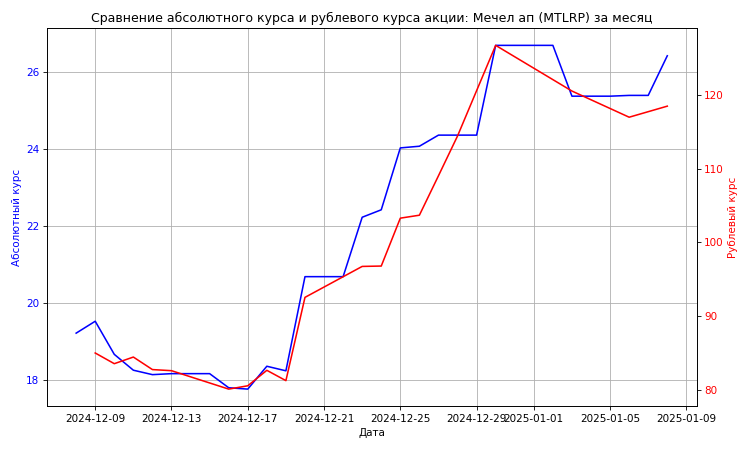 Сравнение абсолютного курса и рублевого курса акции: Мечел ап (MTLRP) за месяц
26
24
22
20
18
Абсолютный курс
120
110
100
90
80
Рублевый курс
2024-12-09 2024-12-13 2024-12-17 2024-12-21 2024-12-25 2024-12-29 2025-01-01 2025-01-05 2025-01-09
Дата